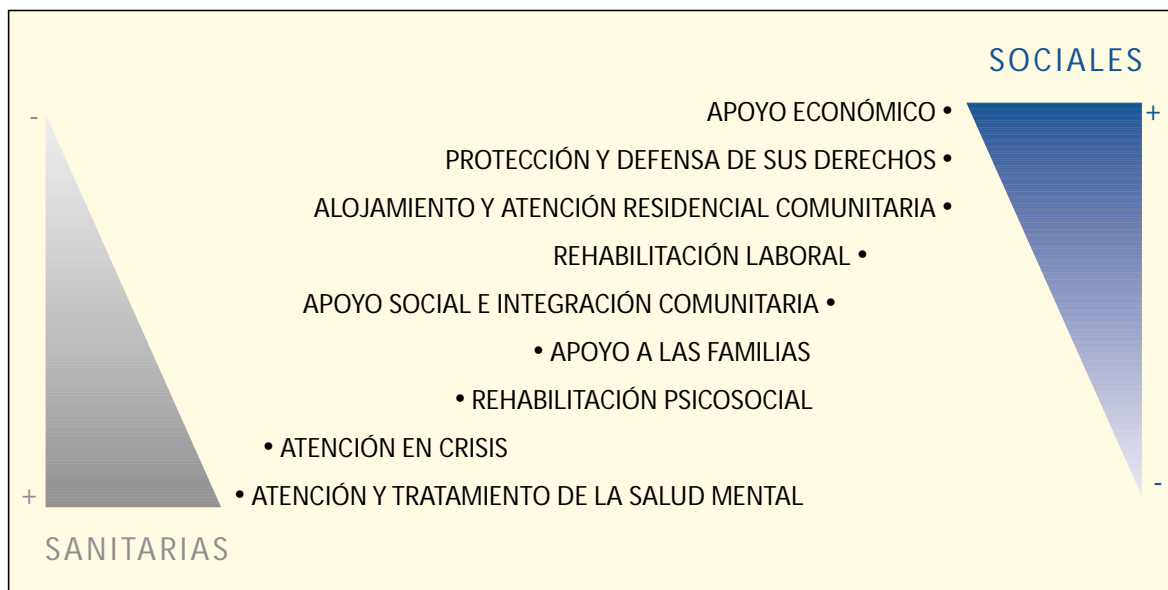 SOCIALES
-
+
APOYO ECONÓMICO •
PROTECCIÓN Y DEFENSA DE SUS DERECHOS •
ALOJAMIENTO Y ATENCIÓN RESIDENCIAL COMUNITARIA •
REHABILITACIÓN LABORAL •
APOYO SOCIAL E INTEGRACIÓN COMUNITARIA •
• APOYO A LAS FAMILIAS
• REHABILITACIÓN PSICOSOCIAL
• ATENCIÓN EN CRISIS
+
• ATENCIÓN Y TRATAMIENTO DE LA SALUD MENTAL
-
SANITARIAS